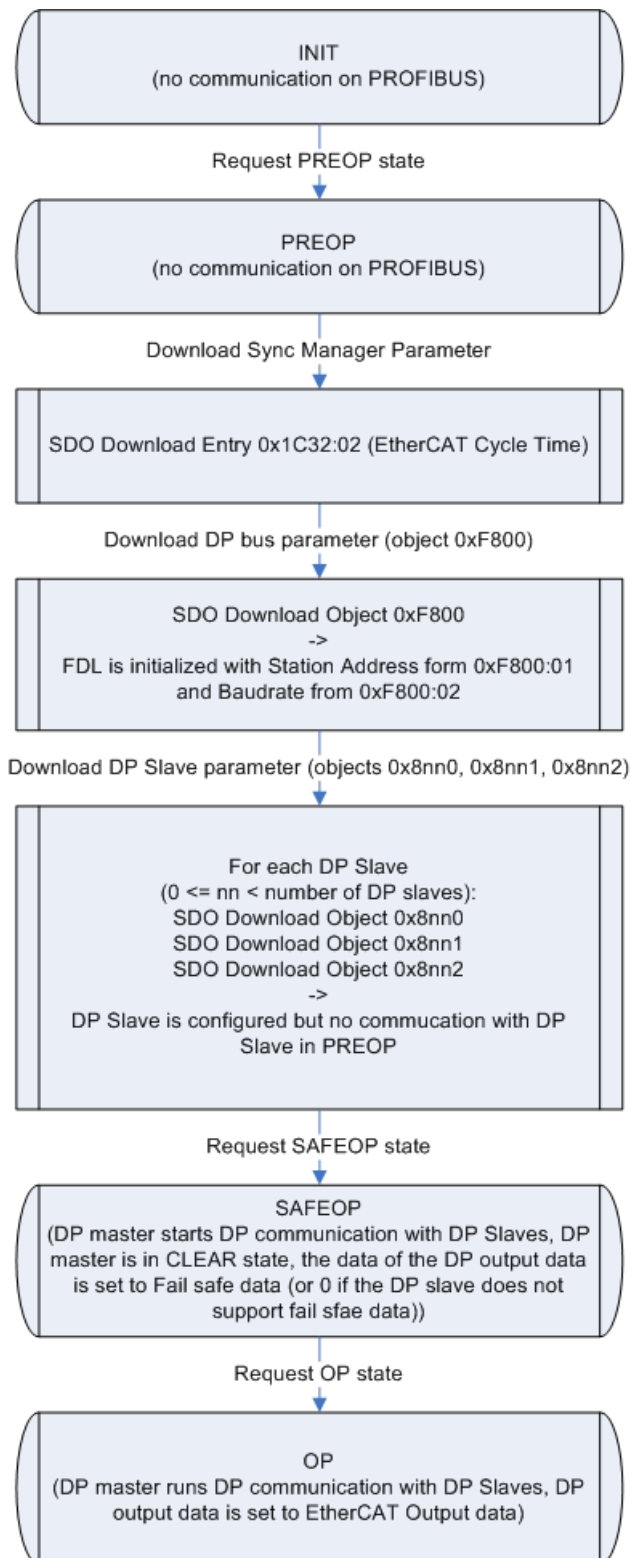 INIT
(no communication on PROFIBUS)
Request PREOP state
PREOP
(no communication on PROFIBUS)
Download Sync Manager Parameter
SDO Download Entry 0x1C32:02 (EtherCAT Cycle Time)
Download DP bus parameter (object 0xF800)
SDO Download Object 0xF800
->
FDL is initialized with Station Address form 0xF800:01
and Baudrate from 0xF800:02
Download DP Slave parameter (objects 0x8nn0, 0x8nn1, 0x8nn2)
For each DP Slave
(0 <= nn < number of DP slaves):
SDO Download Object 0x8nn0
SDO Download Object 0x8nn1
SDO Download Object 0x8nn2
->
DP Slave is configured but no commucation with DP
Slave in PREOP
Request SAFEOP state
SAFEOP
(DP master starts DP communication with DP Slaves, DP
master is in CLEAR state, the data of the DP output data
is set to Fail safe data (or 0 if the DP slave does not
support fail sfae data))
Request OP state
OP
(DP master runs DP communication with DP Slaves, DP
output data is set to EtherCAT Output data)